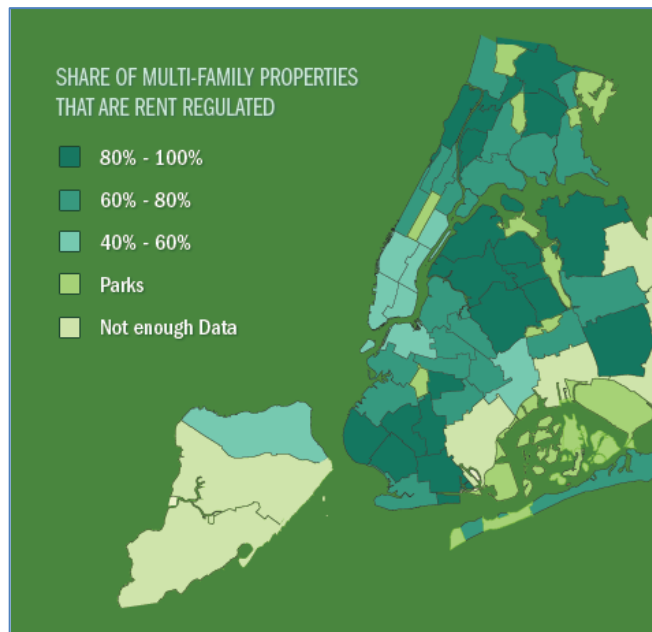 SHARE OF MULTI-FAMILY PROPERTIES
THAT ARE RENT REGULATED
80% - 100%
60% - 80%
40% - 60%
Parks
Not enough Data